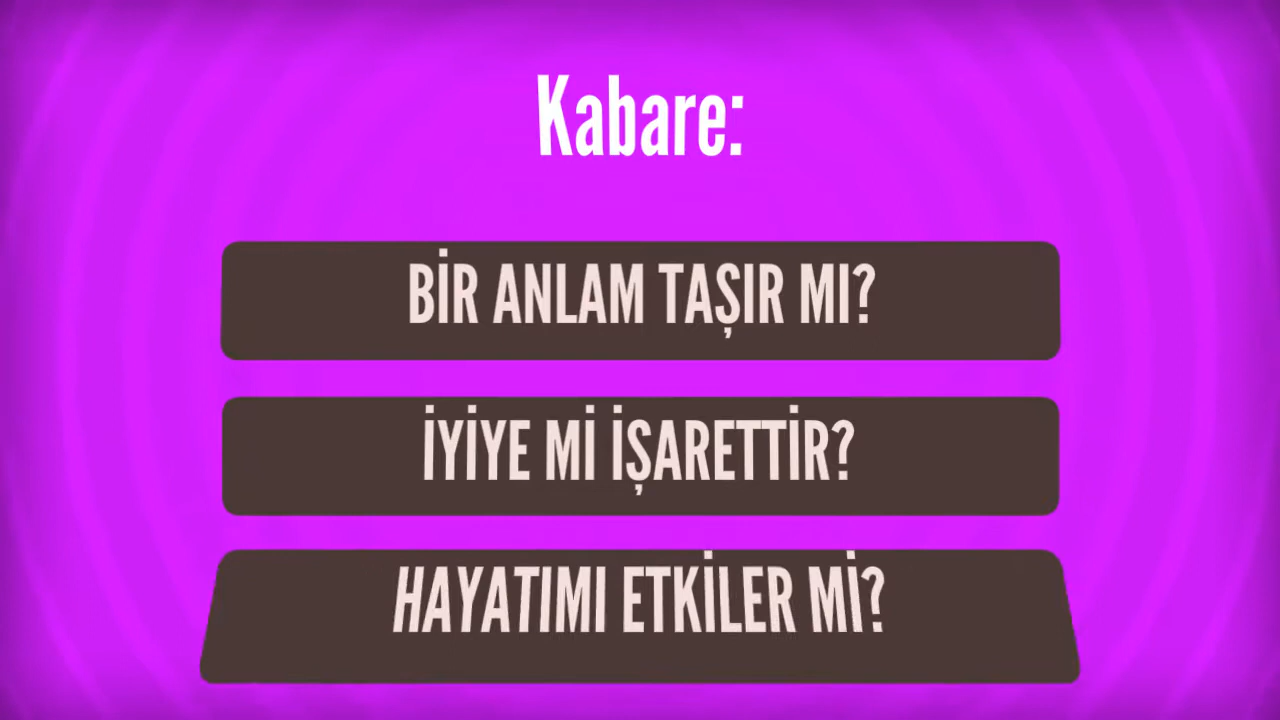 Kabare:
BİR ANLAM TAŞIR MI?
İYİYE Mİ İŞARETTİR?
HAYATIMI ETKİLER Mİ?